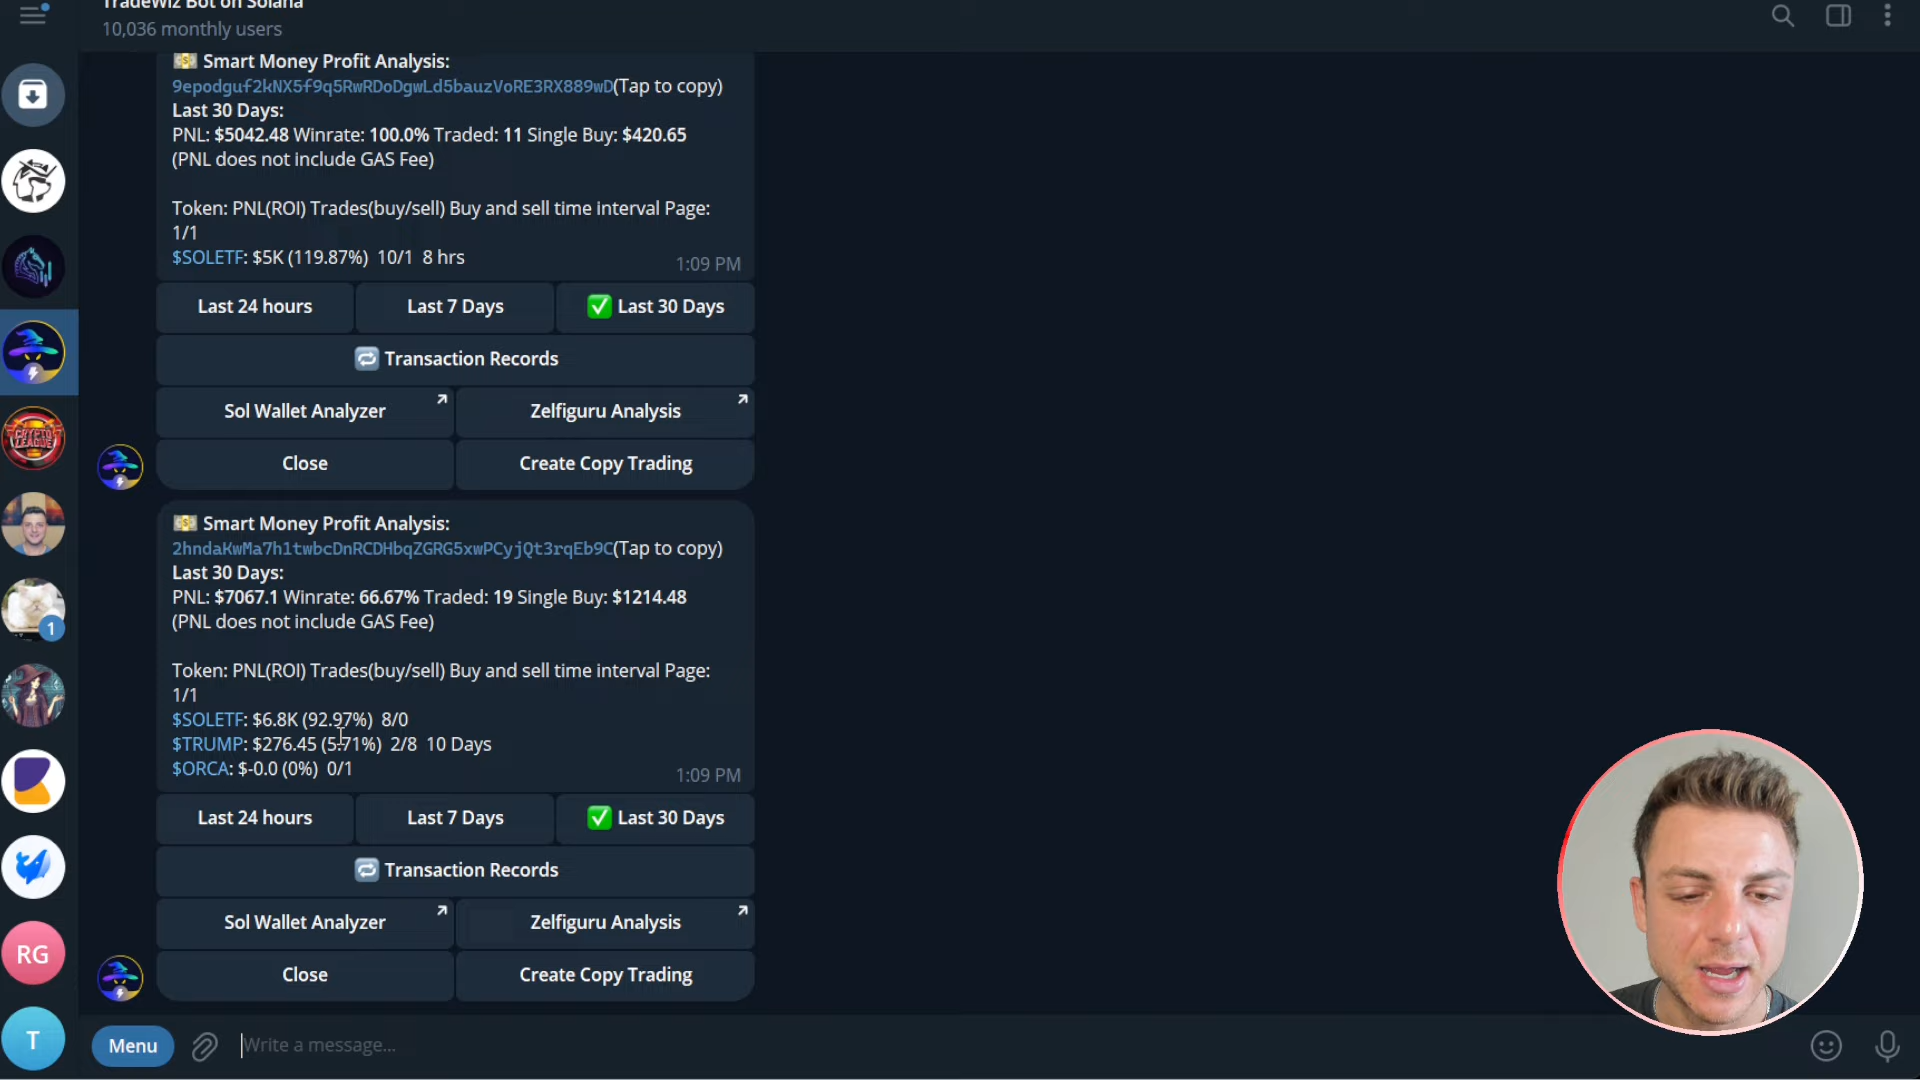 TradeWiz Bot on Solana
10,036 monthly users
Smart Money Profit Analysis:
9epodguf2kNX5f9q5RwRDoDgwLd5bauzVoRE3RX889wD(Tap to copy)
Last 30 Days:
PNL: $5042.48 Winrate: 100.0% Traded: 11 Single Buy: $420.65
(PNL does not include GAS Fee)
Token: PNL(ROI) Trades(buy/sell) Buy and sell time interval Page:
1/1
$SOLETF: $5K (119.87%) 10/1 8 hrs
1:09 PM
Last 24 hours
Last 7 Days
Last 30 Days
Transaction Records
Sol Wallet Analyzer
Zelfiguru Analysis
Close
Create Copy Trading
Smart Money Profit Analysis:
2hndaKwMa7h1twbcDnRCDHbqZGRG5xwPCyjQt3rqEb9C(Tap to copy)
Last 30 Days:
PNL: $7067.1 Winrate: 66.67% Traded: 19 Single Buy: $1214.48
(PNL does not include GAS Fee)
Token: PNL(ROI) Trades(buy/sell) Buy and sell time interval Page:
1/1
$SOLETF: $6.8K (92.97%) 8/0
$TRUMP: $276.45 (5.71%) 2/8 10 Days
$ORCA: $-0.0 (0%) 0/1
1:09 PM
Last 24 hours
Last 7 Days
Last 30 Days
Transaction Records
Sol Wallet Analyzer
Zelfiguru Analysis
Close
Create Copy Trading
Menu
Write a message...
CRYPTO
LEAGUE
1
RG
T